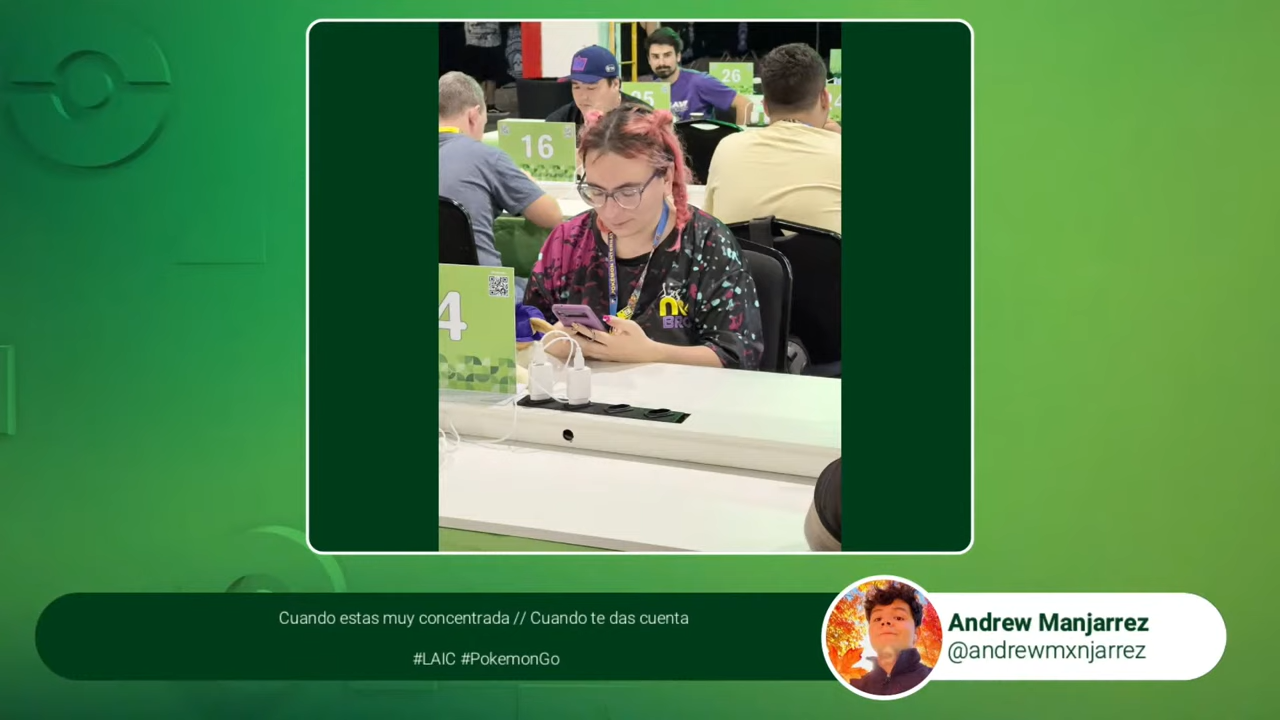 26
25
16
4
Cuando estas muy concentrada // Cuando te das cuenta
#LAIC #PokemonGo
Andrew Manjarrez
@andrewmxnjarrez